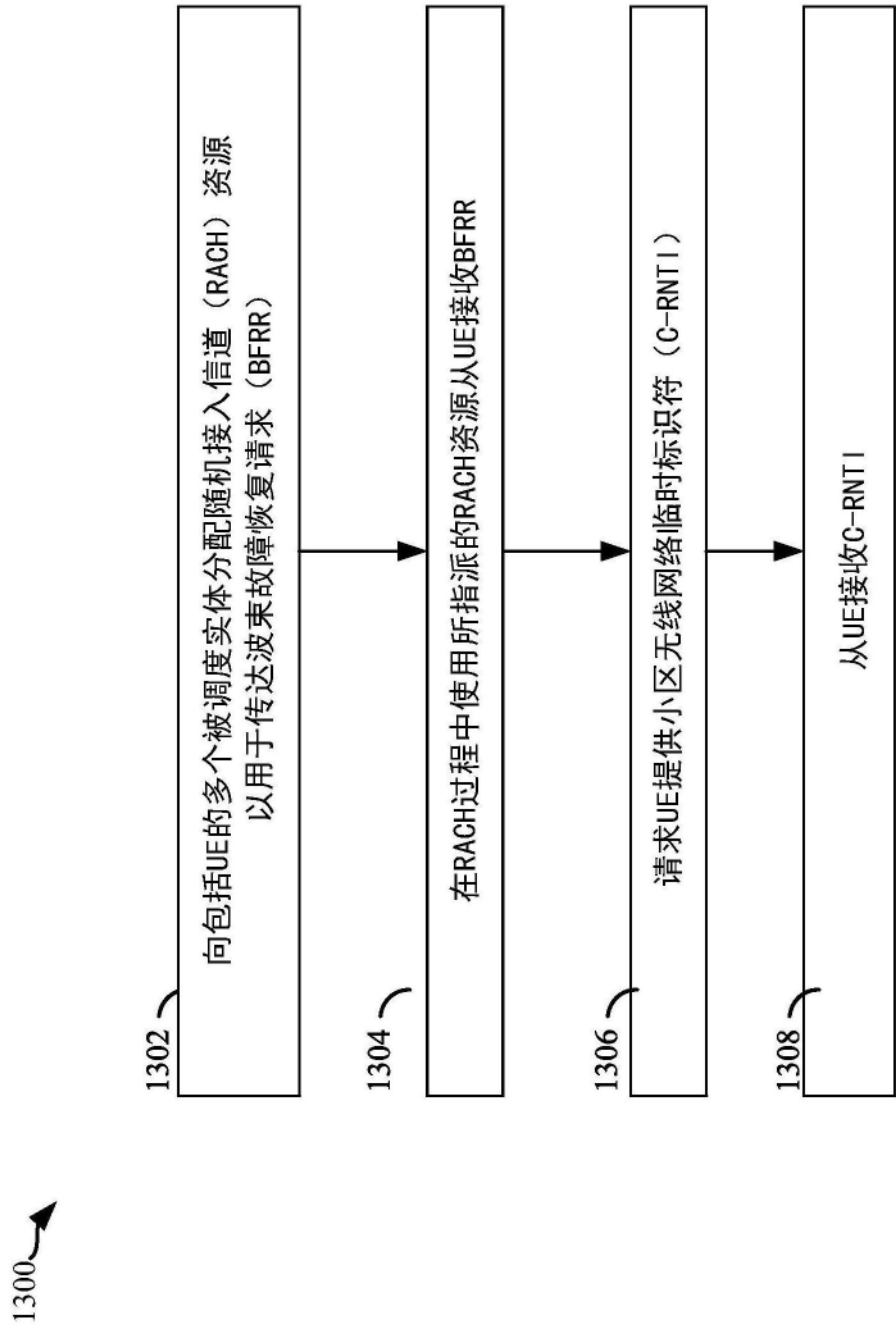 1300
1302
向包括UE的多个被调度实体分配随机接入信道（RACH）资源
以用于传达波束故障恢复请求（BFRR）
1304
在RACH过程中使用所指派的RACH资源从UE接收BFRR
1306
请求UE提供小区无线网络临时标识符（C-RNTI）
1308
从UE接收C-RNTI